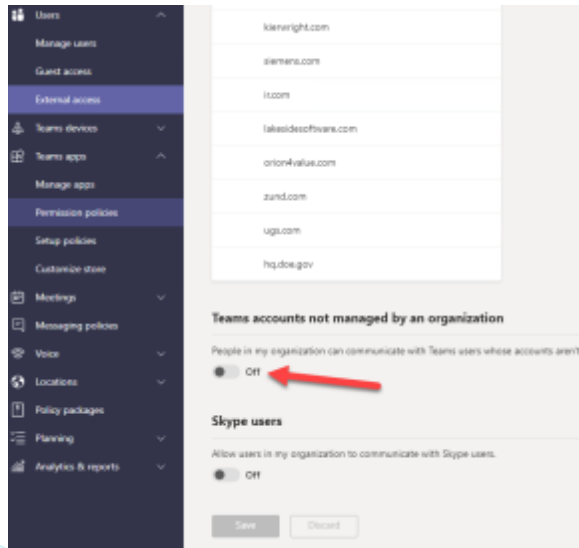 Users
Manage users
Guest access
External access
Teams devices
Teams apps
Manage apps
Permission policies
Setup policies
Customize store
Meetings
Messaging policies
Voice
Locations
Policy packages
Planning
Analytics & reports
kierwright.com
siemens.com
ir.com
lakesidesoftware.com
orion4value.com
zund.com
ugs.com
hq.doe.gov
Teams accounts not managed by an organization
People in my organization can communicate with Teams users whose accounts aren't
Off
Skype users
Allow users in my organization to communicate with Skype users.
Off
Save Discard